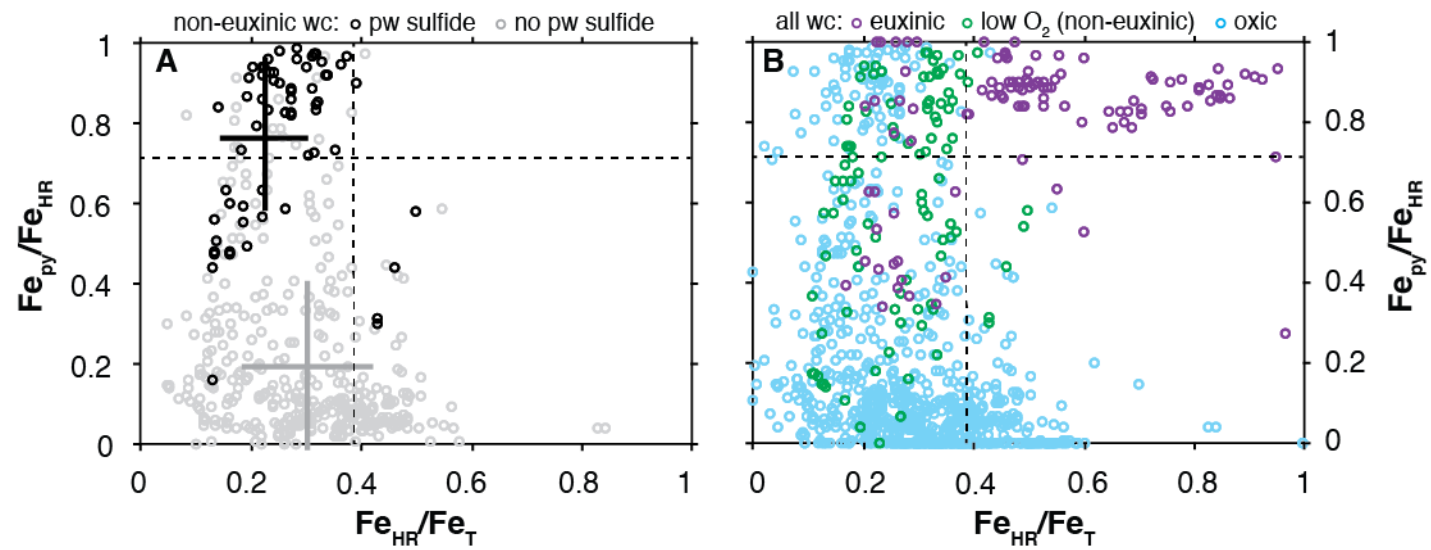 non-euxinic wc: pw sulfide no pw sulfide
all wc: euxinic low O2 (non-euxinic) oxic
A
B
1
0.8
0.6
0.4
0.2
0
Fepy/FeHR
0 0.2 0.4 0.6 0.8 1
FeHR/FeT
1
0.8
0.6
0.4
0.2
0
Fepy/FeHR
0 0.2 0.4 0.6 0.8 1
FeHR/FeT